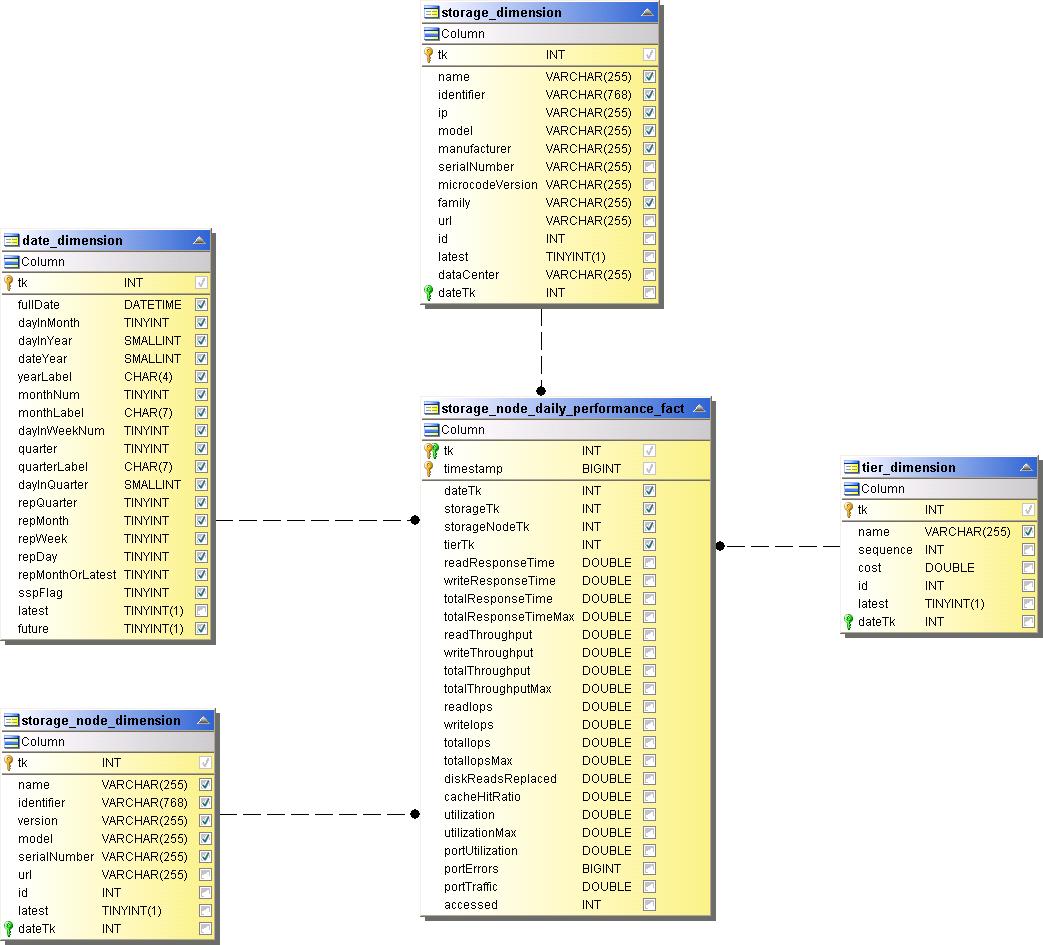 storage_dimension
Column
tk INT
name VARCHAR(255)
identifier VARCHAR(768)
ip VARCHAR(255)
model VARCHAR(255)
manufacturer VARCHAR(255)
serialNumber VARCHAR(255)
microcodeVersion VARCHAR(255)
family VARCHAR(255)
url VARCHAR(255)
id INT
latest TINYINT(1)
dataCenter VARCHAR(255)
dateTk INT
date_dimension
Column
tk INT
fullDate DATETIME
dayInMonth TINYINT
dayInYear SMALLINT
dateYear SMALLINT
yearLabel CHAR(4)
monthNum TINYINT
monthLabel CHAR(7)
dayInWeekNum TINYINT
quarter TINYINT
quarterLabel CHAR(7)
dayInQuarter SMALLINT
repQuarter TINYINT
repMonth TINYINT
repWeek TINYINT
repDay TINYINT
repMonthOrLatest TINYINT
sspFlag TINYINT
latest TINYINT(1)
future TINYINT(1)
storage_node_daily_performance_fact
Column
tk INT
timestamp BIGINT
dateTk INT
storageTk INT
storageNodeTk INT
tierTk INT
readResponseTime DOUBLE
writeResponseTime DOUBLE
totalResponseTime DOUBLE
totalResponseTimeMax DOUBLE
readThroughput DOUBLE
writeThroughput DOUBLE
totalThroughput DOUBLE
totalThroughputMax DOUBLE
readIops DOUBLE
writeIops DOUBLE
totalIops DOUBLE
totalIopsMax DOUBLE
diskReadsReplaced DOUBLE
cacheHitRatio DOUBLE
utilization DOUBLE
utilizationMax DOUBLE
portUtilization DOUBLE
portErrors BIGINT
portTraffic DOUBLE
accessed INT
tier_dimension
Column
tk INT
name VARCHAR(255)
sequence INT
cost DOUBLE
id INT
latest TINYINT(1)
dateTk INT
storage_node_dimension
Column
tk INT
name VARCHAR(255)
identifier VARCHAR(768)
version VARCHAR(255)
model VARCHAR(255)
serialNumber VARCHAR(255)
url VARCHAR(255)
id INT
latest TINYINT(1)
dateTk INT